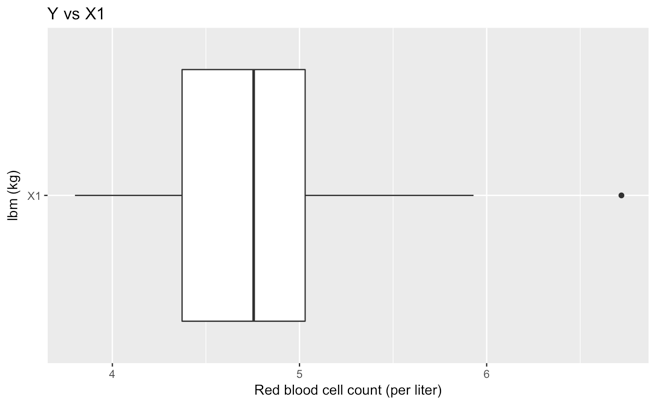 Y vs X1
lbm (kg)
X1
4 5 6
Red blood cell count (per liter)